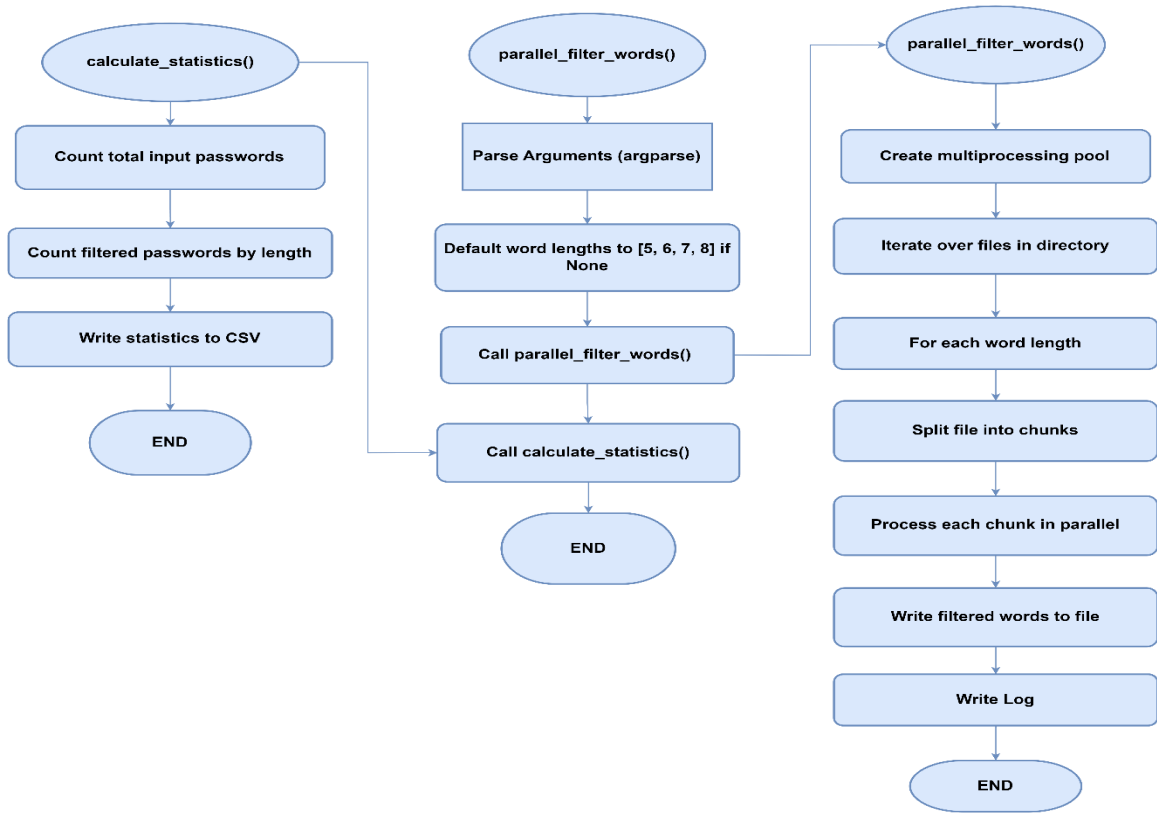 calculate_statistics()
Count total input passwords
Count filtered passwords by length
Write statistics to CSV
END
parallel_filter_words()
Parse Arguments (argparse)
Default word lengths to [5, 6, 7, 8] if
None
Call parallel_filter_words()
Call calculate_statistics()
END
parallel_filter_words()
Create multiprocessing pool
Iterate over files in directory
For each word length
Split file into chunks
Process each chunk in parallel
Write filtered words to file
Write Log
END